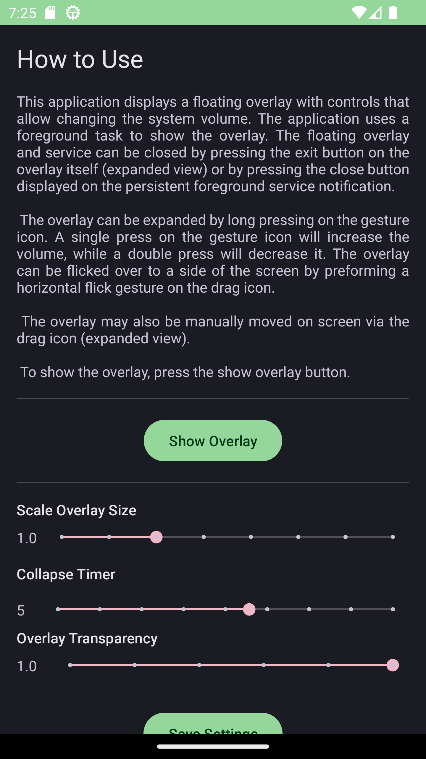 7:25
How to Use
This application displays a floating overlay with controls that
allow changing the system volume. The application uses a
foreground task to show the overlay. The floating overlay
and service can be closed by pressing the exit button on the
overlay itself (expanded view) or by pressing the close button
displayed on the persistent foreground service notification.
The overlay can be expanded by long pressing on the gesture
icon. A single press on the gesture icon will increase the
volume, while a double press will decrease it. The overlay
can be flicked over to a side of the screen by preforming a
horizontal flick gesture on the drag icon.
The overlay may also be manually moved on screen via the
drag icon (expanded view).
To show the overlay, press the show overlay button.
Show Overlay
Scale Overlay Size
1.0
Collapse Timer
5
Overlay Transparency
1.0
Save Settings